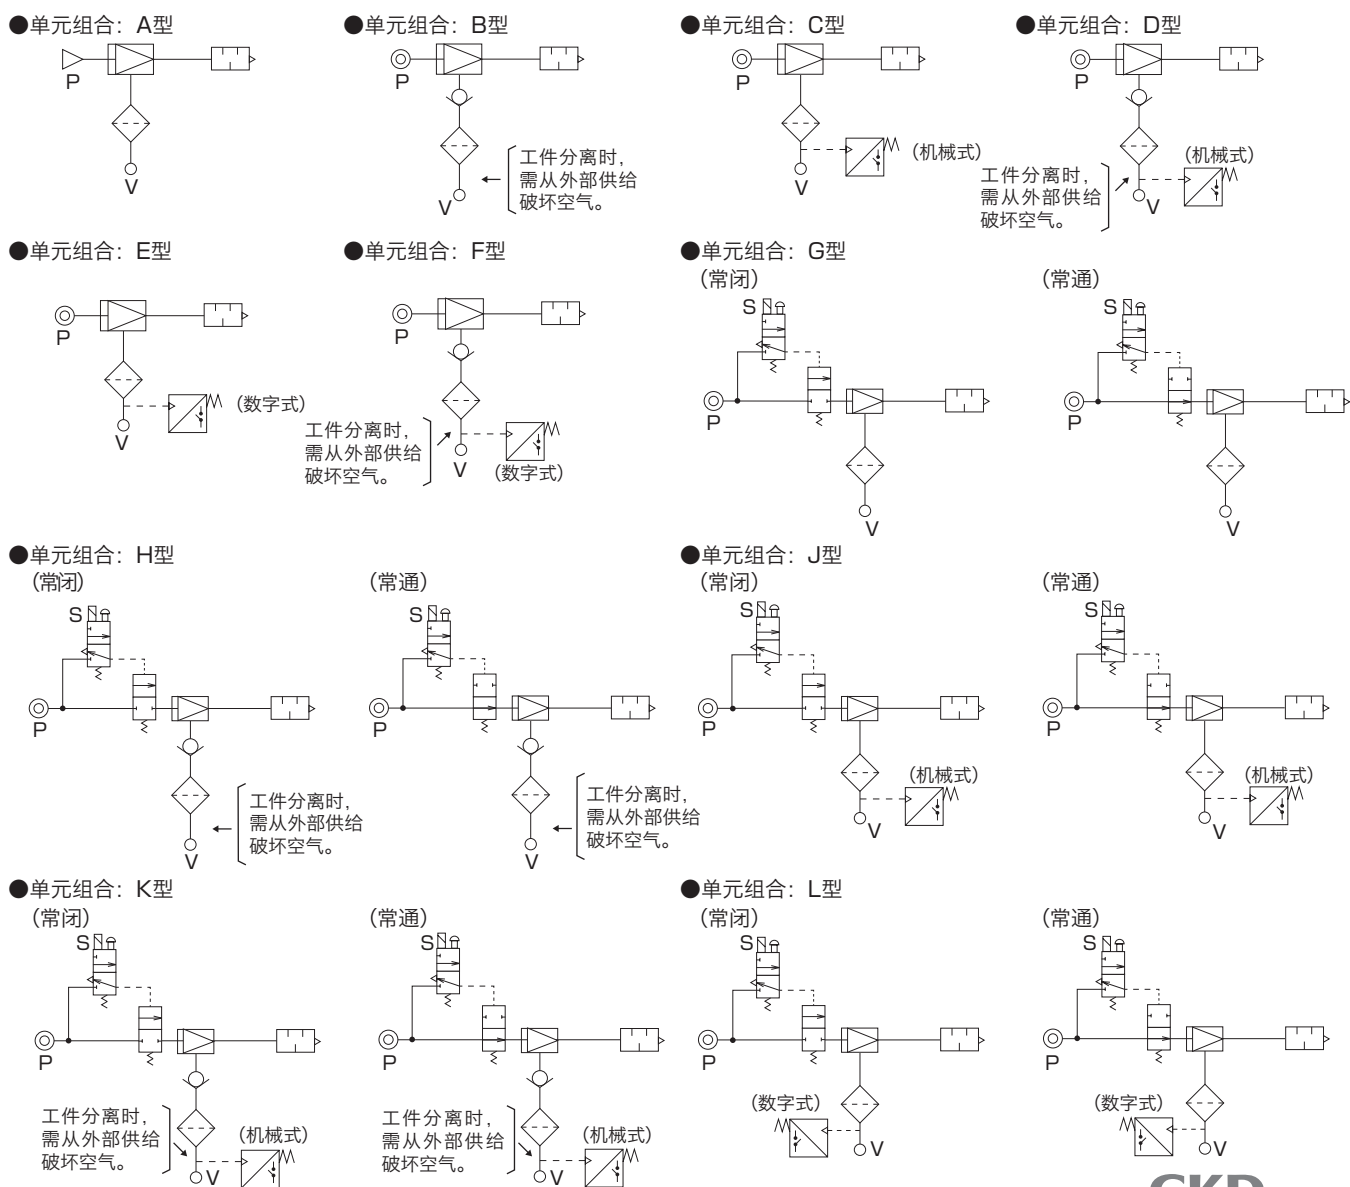 ●单元组合：A型
P
V
●单元组合：B型
P
工件分离时，
需从外部供给
破坏空气。
V
●单元组合：C型
P
(机械式)
V
●单元组合：D型
P
(机械式)
工件分离时，
需从外部供给
破坏空气。
V
●单元组合：E型
P
(数字式)
V
●单元组合：F型
P
工件分离时，
需从外部供给
破坏空气。
V
(数字式)
●单元组合：G型
(常闭)
S
P
V
(常通)
S
P
V
●单元组合：H型
(常闭)
S
P
工件分离时，
需从外部供给
破坏空气。
V
(常通)
S
P
工件分离时，
需从外部供给
破坏空气。
V
●单元组合：J型
(常闭)
S
P
(机械式)
V
(常通)
S
P
(机械式)
V
●单元组合：K型
(常闭)
S
P
工件分离时，
需从外部供给
破坏空气。
(机械式)
V
(常通)
S
P
工件分离时，
需从外部供给
破坏空气。
(机械式)
V
●单元组合：L型
(常闭)
S
P
(数字式)
V
(常通)
S
P
(数字式)
V
CKD